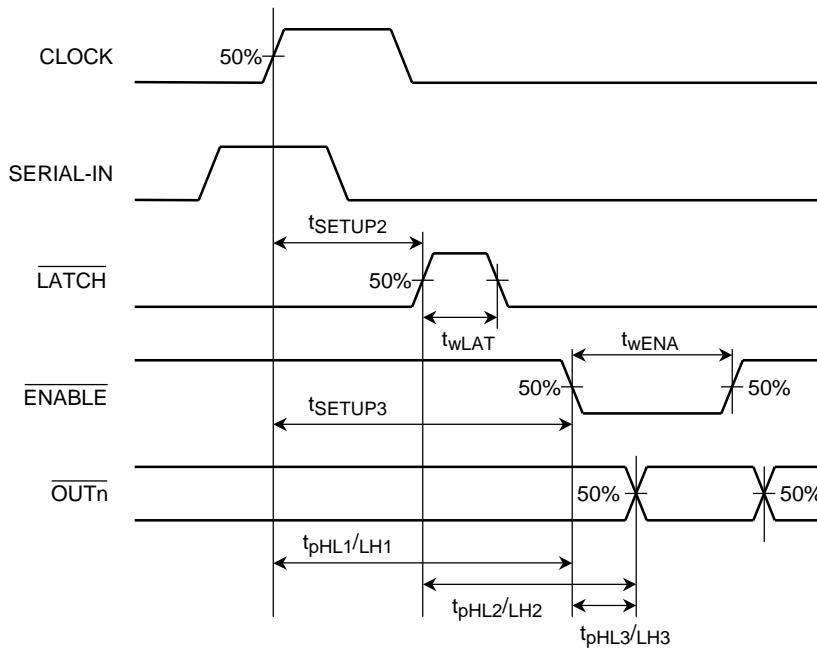 CLOCK
50%
SERIAL-IN
tSETUP2
LATCH
50%
twLAT
twENA
ENABLE
50%
50%
tSETUP3
OUTn
50%
50%
tpHL1/LH1
tpHL2/LH2
tpHL3/LH3